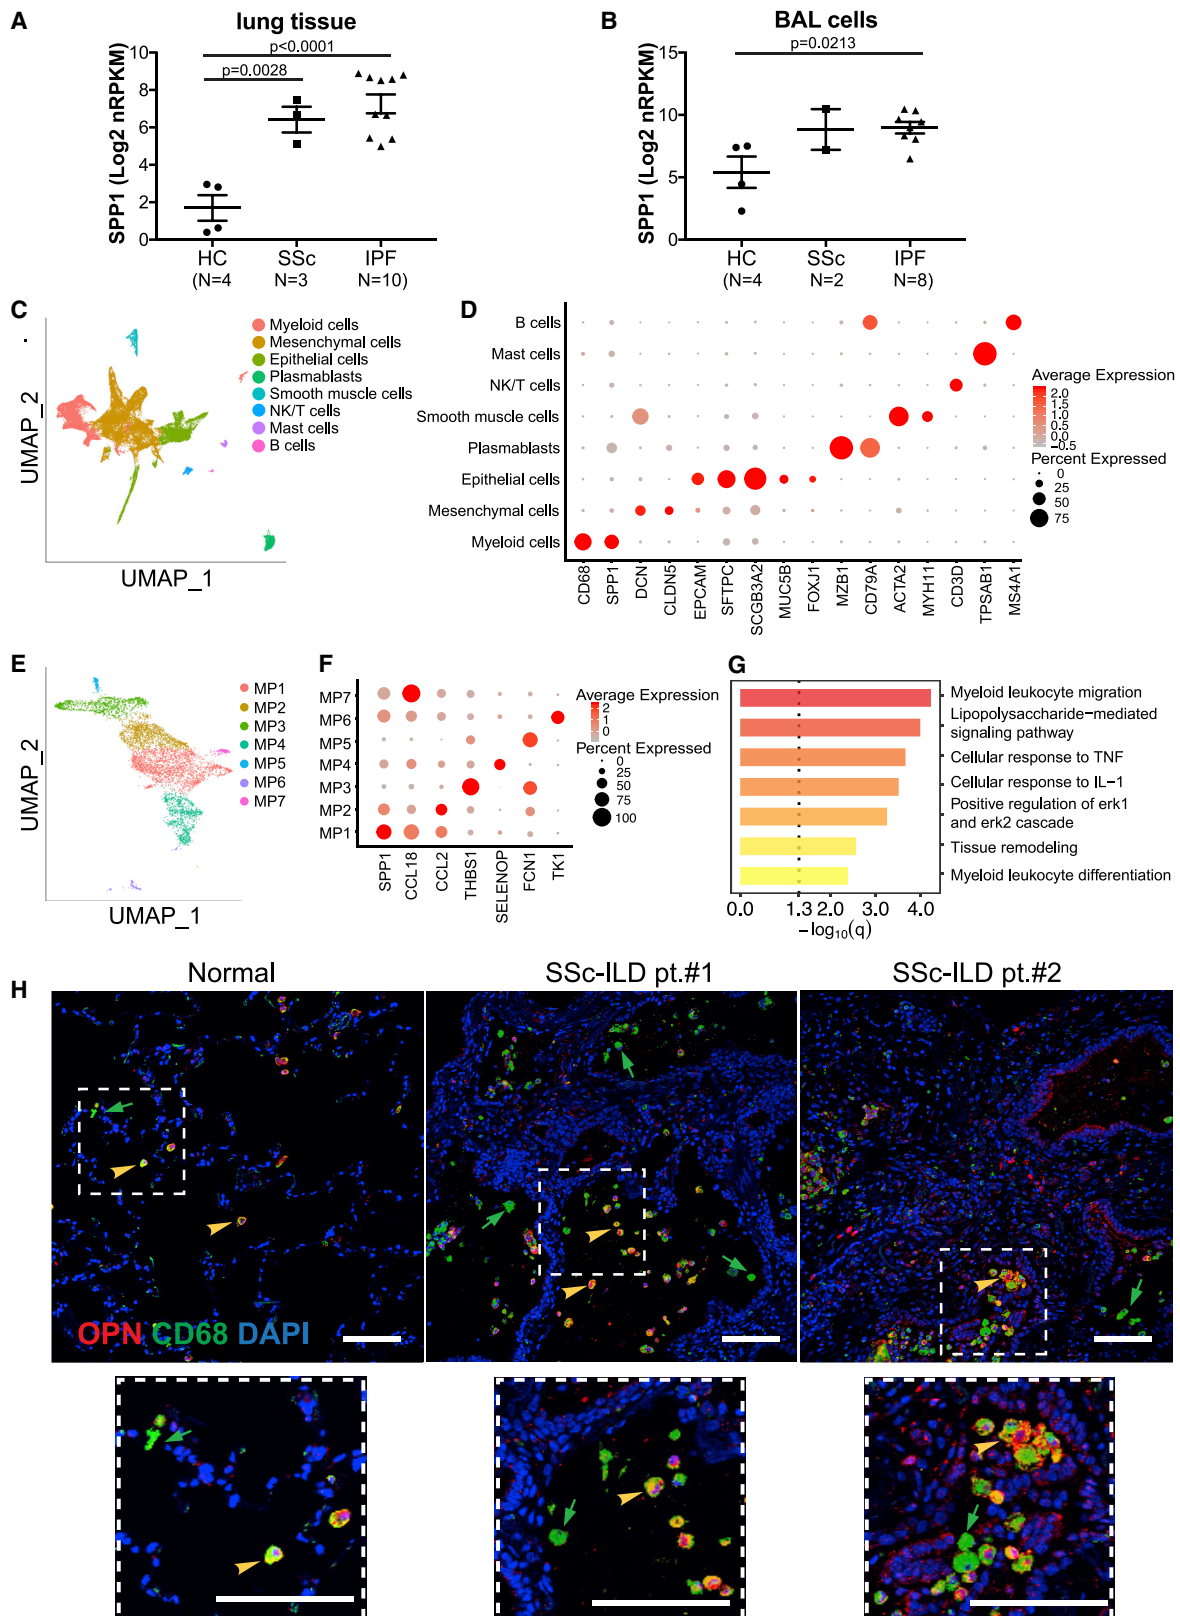 A
lung tissue
SPP1 (Log2 nRPKM)
10
8
6
4
2
0
p<0.0001
p=0.0028
HC
SSc
IPF
(N=4
N=3
N=10)
B
BAL cells
SPP1 (Log2 nRPKM)
15
10
5
0
p=0.0213
HC
SSc
IPF
(N=4
N=2
N=8)
C
UMAP_2
UMAP_1
Myeloid cells
Mesenchymal cells
Epithelial cells
Plasmablasts
Smooth muscle cells
NK/T cells
Mast cells
B cells
D
B cells
Mast cells
NK/T cells
Smooth muscle cells
Plasmablasts
Epithelial cells
Mesenchymal cells
Myeloid cells
CD68
SPP1
DCN
CLDN5
EPCAM
SFTPC
SCGB3A2
MUC5B
FOXJ1
MZB1
CD79A
ACTA2
MYH11
CD3D
TPSAB1
MS4A1
Average Expression
2.0
1.5
1.0
0.5
0.0
−0.5
Percent Expressed
0
25
50
75
E
UMAP_2
UMAP_1
MP1
MP2
MP3
MP4
MP5
MP6
MP7
F
MP7
MP6
MP5
MP4
MP3
MP2
MP1
SPP1
CCL18
CCL2
THBS1
SELENOP
FCN1
TK1
Average Expression
2
1
0
Percent Expressed
0
25
50
75
100
G
Myeloid leukocyte migration
Lipopolysaccharide−mediated
signaling pathway
Cellular response to TNF
Cellular response to IL−1
Positive regulation of erk1
and erk2 cascade
Tissue remodeling
Myeloid leukocyte differentiation
0.0
1.3
2.0
3.0
4.0
−log10(q)
H
Normal
SSc-ILD pt.#1
SSc-ILD pt.#2
OPN CD68 DAPI